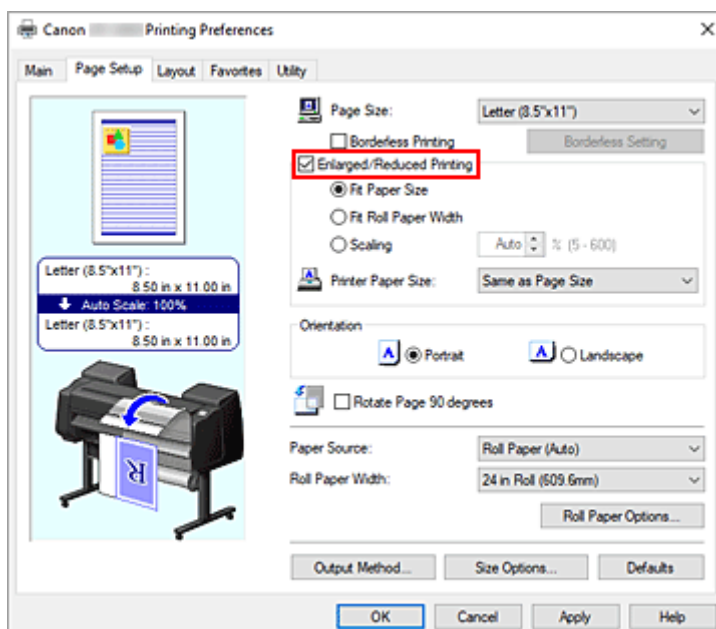 Canon Printing Preferences
Main Page Setup Layout Favorites Utility
Page Size: Letter (8.5"x11")
Borderless Printing Borderless Setting
Enlarged/Reduced Printing
Fit Paper Size
Fit Roll Paper Width
Scaling Auto % (5 - 600)
Letter (8.5"x11") :
8.50 in x 11.00 in
Auto Scale: 100%
Letter (8.5"x11") :
8.50 in x 11.00 in
Printer Paper Size: Same as Page Size
Orientation
A Portrait A Landscape
Rotate Page 90 degrees
R
Paper Source: Roll Paper (Auto)
Roll Paper Width: 24 in Roll (609.6mm)
Roll Paper Options...
Output Method... Size Options... Defaults
OK Cancel Apply Help